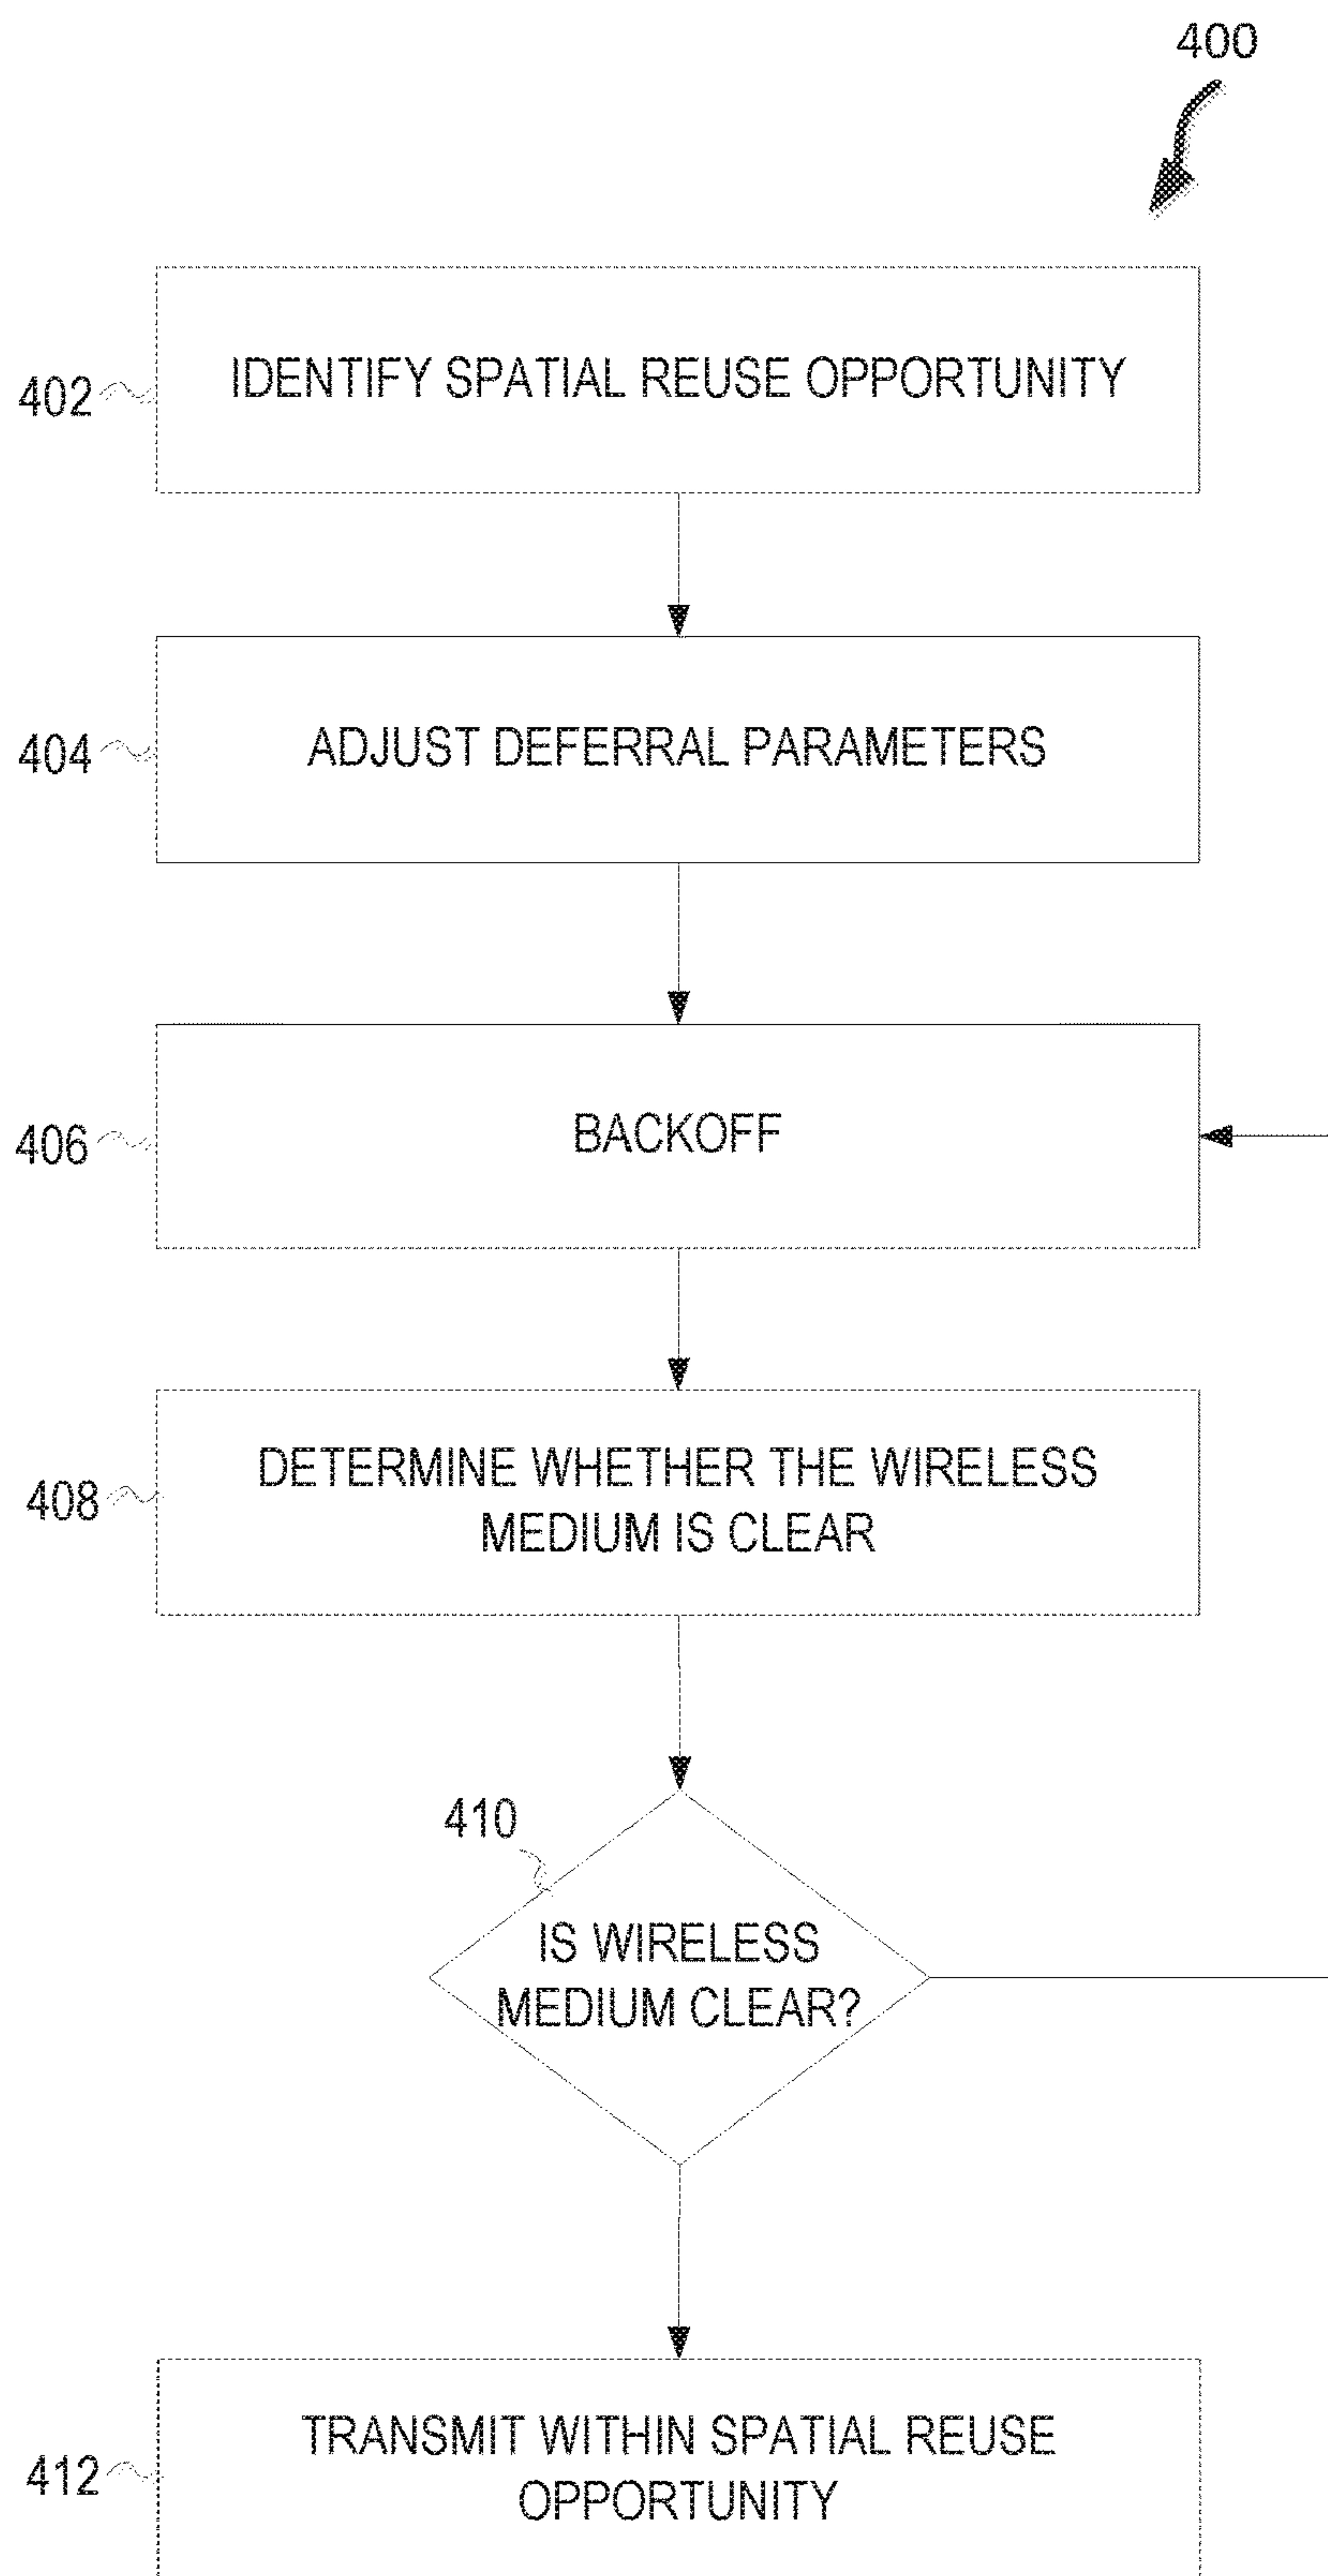 400
402
IDENTIFY SPATIAL REUSE OPPORTUNITY
404
ADJUST DEFERRAL PARAMETERS
406
BACKOFF
408
DETERMINE WHETHER THE WIRELESS
MEDIUM IS CLEAR
410
IS WIRELESS
MEDIUM CLEAR?
412
TRANSMIT WITHIN SPATIAL REUSE
OPPORTUNITY